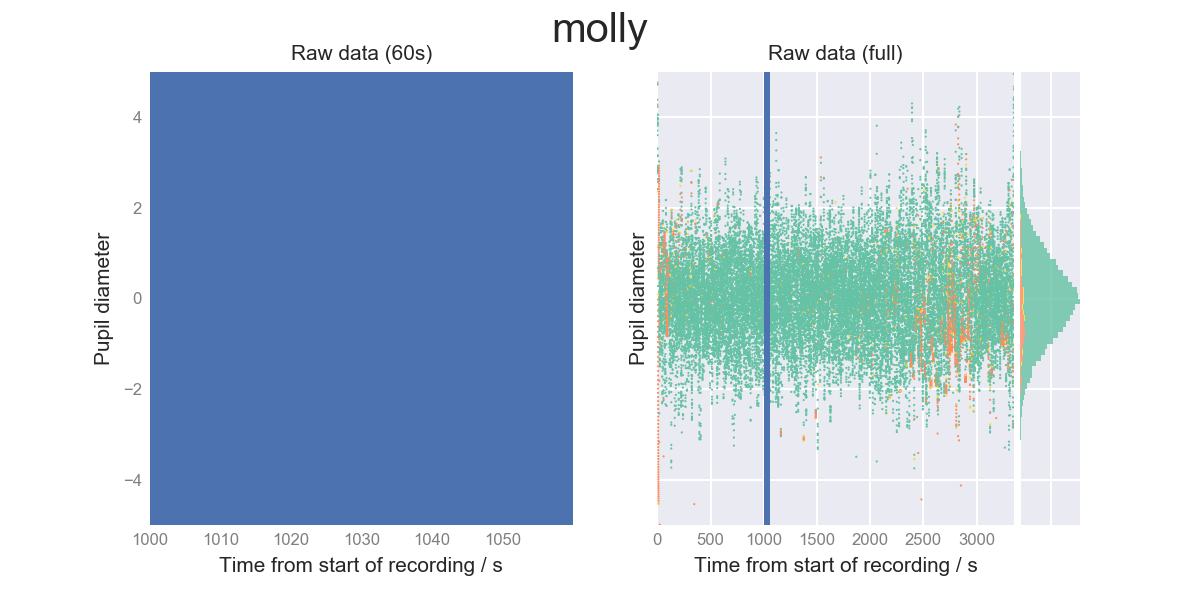 molly
Raw data (60s)
Raw data (full)
Pupil diameter
4
2
0
−2
−4
1000 1010 1020 1030 1040 1050
Time from start of recording / s
Pupil diameter
0 500 1000 1500 2000 2500 3000
Time from start of recording / s